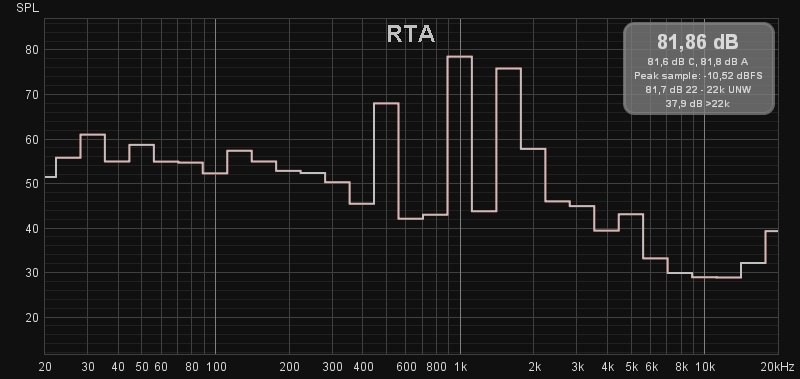 SPL
RTA
81,86 dB
81,6 dB C, 81,8 dB A
Peak sample: -10,52 dBFS
81,7 dB 22 - 22k UNW
37,9 dB >22k
80
70
60
50
40
30
20
20 30 40 50 60 80 100 200 300 400 600 800 1k 2k 3k 4k 5k 6k 8k 10k 20kHz